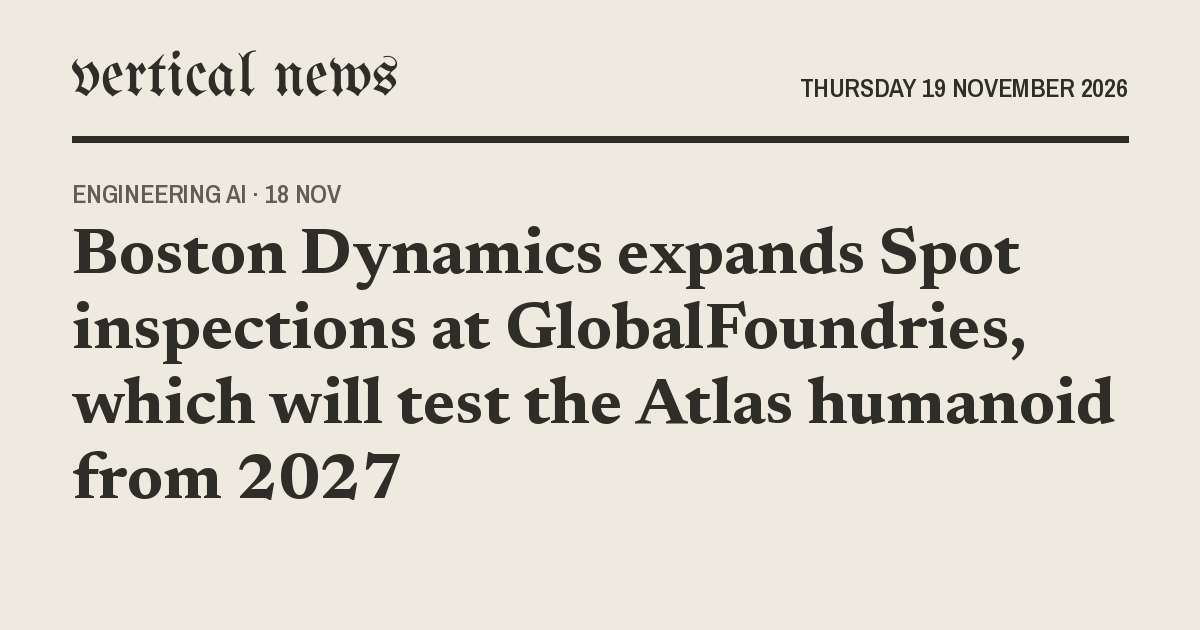 vertical news
THURSDAY 19 NOVEMBER 2026
ENGINEERING AI · 18 NOV
Boston Dynamics expands Spot
inspections at GlobalFoundries,
which will test the Atlas humanoid
from 2027